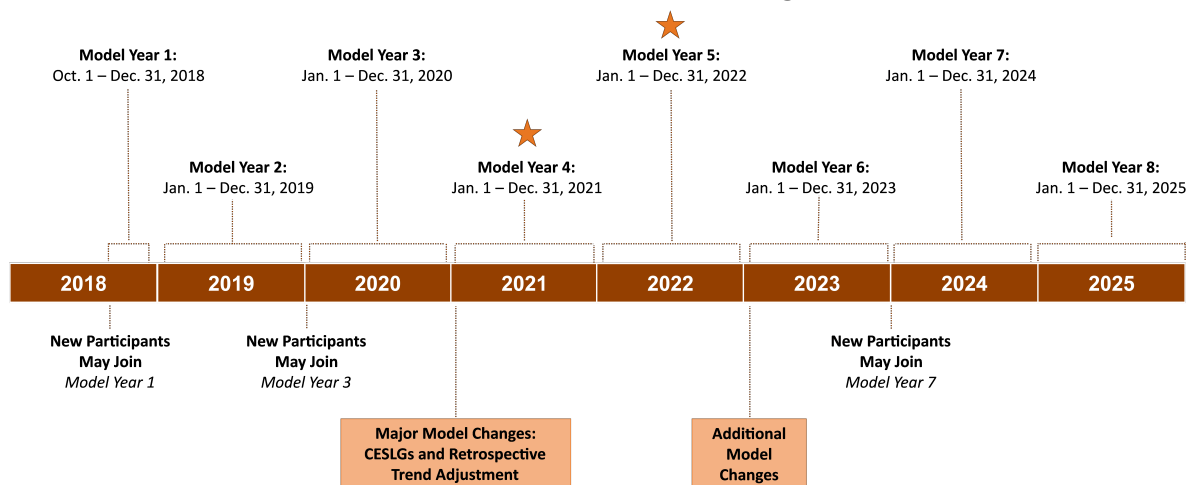 Model Year 1:
Oct. 1 – Dec. 31, 2018
Model Year 3:
Jan. 1 – Dec. 31, 2020
Model Year 5:
Jan. 1 – Dec. 31, 2022
Model Year 7:
Jan. 1 – Dec. 31, 2024
Model Year 2:
Jan. 1 – Dec. 31, 2019
Model Year 4:
Jan. 1 – Dec. 31, 2021
Model Year 6:
Jan. 1 – Dec. 31, 2023
Model Year 8:
Jan. 1 – Dec. 31, 2025
2018
2019
2020
2021
2022
2023
2024
2025
New Participants
May Join
Model Year 1
New Participants
May Join
Model Year 3
New Participants
May Join
Model Year 7
Major Model Changes:
CESLGs and Retrospective
Trend Adjustment
Additional
Model
Changes